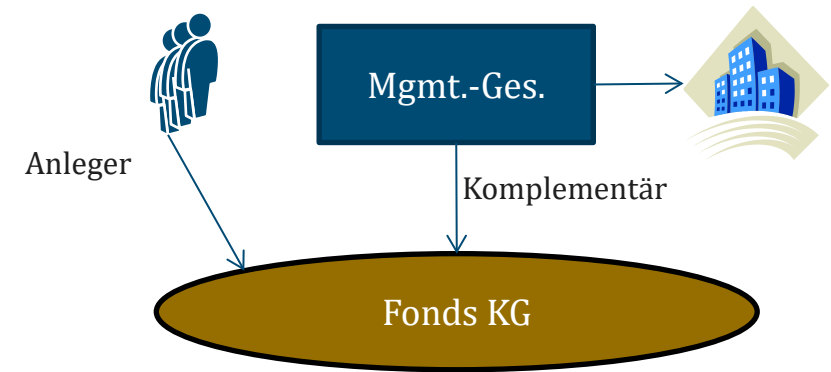 Mgmt.-Ges.
Anleger
Komplementär
Fonds KG